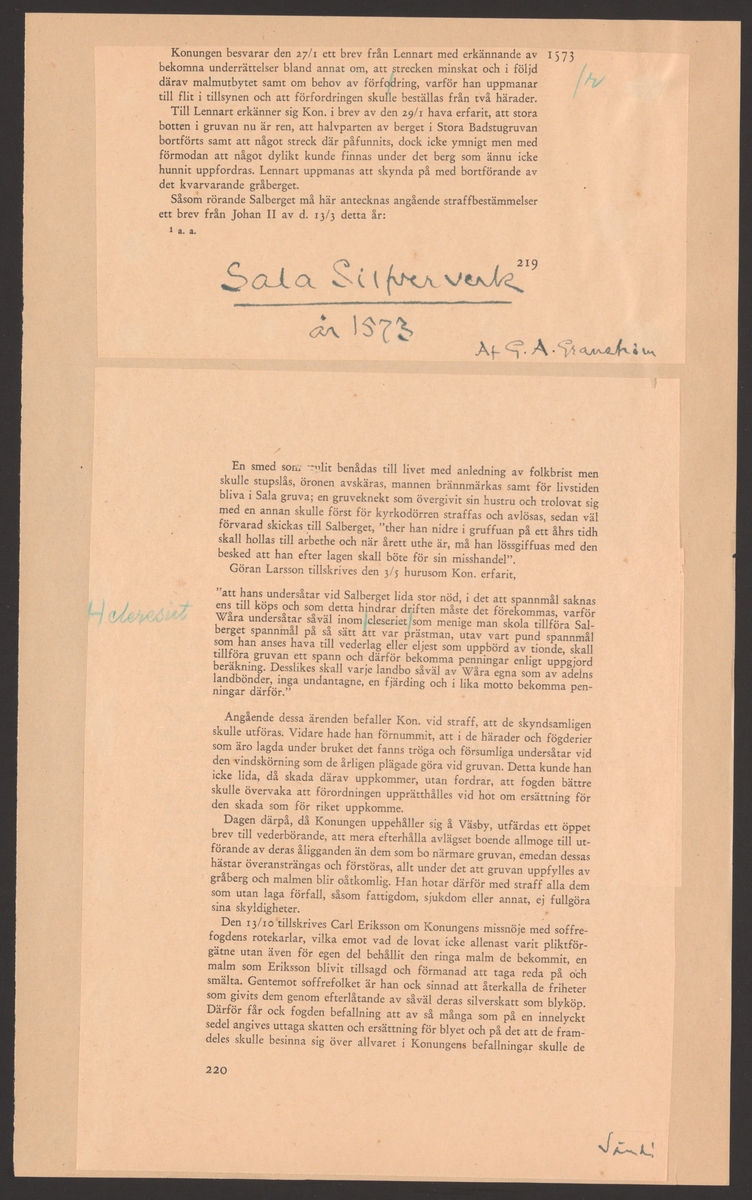 Konungen besvarar den 27/1 ett brev från Lennart med erkännande av 1573
bekomna underrättelser bland annat om, att strecken minskat och i följd
därav malmutbytet samt om behov av förfodring, varför han uppmanar
till flit i tillsynen och att förfordringen skulle beställas från två härader.
Till Lennart erkänner sig Kon. i brev av den 29/1 hava erfarit, att stora
botten i gruvan nu är ren, att halvparten av berget i Stora Badstugruvan
bortförts samt att något streck där påfunnits, dock icke ymnigt men med
förmodan att något dylikt kunde finnas under det berg som ännu icke
hunnit uppfordras. Lennart uppmanas att skynda på med bortförande av
det kvarvarande gråberget.
Såsom rörande Salberget må här antecknas angående straffbestämmelser
ett brev från Johan II av d. 13/3 detta år:
¹ a. a.
219
Sala Silfververk
år 1573
Af G. A. Granström
En smed som benådas till livet med anledning av folkbrist men
skulle stupslås, öronen avskäras, mannen brännmärkas samt för livstiden
bliva i Sala gruva; en gruveknekt som övergivit sin hustru och trolovat sig
med en annan skulle först för kyrkodörren straffas och avlösas, sedan väl
förvarad skickas till Salberget, "ther han nidre i gruffuan på ett åhrs tidh
skall hollas till arbethe och när årett uthe är, må han lössgiffuas med den
besked att han efter lagen skall böte för sin misshandel".
Göran Larsson tillskrives den 3/5 hurusom Kon. erfarit,
"att hans undersåtar vid Salberget lida stor nöd, i det att spannmål saknas
ens till köps och som detta hindrar driften måste det förekommas, varför
Wåra undersåtar såväl inom cleseriet som menige man skola tillföra Sal-
berget spannmål på så sätt att var prästman, utav vart pund spannmål
som han anses hava till vederlag eller eljest som uppbörd av tionde, skall
tillföra gruvan ett spann och därför bekomma penningar enligt uppgjord
beräkning. Desslikes skall varje landbo såväl av Wåra egna som av adelns
landbönder, inga undantagne, en fjärding och i lika motto bekomma pen-
ningar därför."
Angående dessa ärenden befaller Kon. vid straff, att de skyndsamligen
skulle utföras. Vidare hade han förnummit, att i de härader och fögderier
som äro lagda under bruket det fanns tröga och försumliga undersåtar vid
den vindskörning som de årligen plägade göra vid gruvan. Detta kunde han
icke lida, då skada därav uppkommer, utan fordrar, att fogden bättre
skulle övervaka att förordningen upprätthålles vid hot om ersättning för
den skada som för riket uppkomme.
Dagen därpå, då Konungen uppehåller sig å Väsby, utfärdas ett öppet
brev till vederbörande, att mera efterhålla avlägset boende allmoge till ut-
förande av deras åligganden än dem som bo närmare gruvan, emedan dessas
hästar överansträngas och förstöras, allt under det att gruvan uppfylles av
gråberg och malmen blir oåtkomlig. Han hotar därför med straff alla dem
som utan laga förfall, såsom fattigdom, sjukdom eller annat, ej fullgöra
sina skyldigheter.
Den 13/10 tillskrives Carl Eriksson om Konungens missnöje med soffre-
fogdens rotekarlar, vilka emot vad de lovat icke allenast varit pliktför-
gätne utan även för egen del behållit den ringa malm de bekommit, en
malm som Eriksson blivit tillsagd och förmanad att taga reda på och
smälta. Gentemot soffrefolket är han ock sinnad att återkalla de friheter
som givits dem genom efterlåtande av såväl deras silverskatt som blyköp.
Därför får ock fogden befallning att av så många som på en innelyckt
sedel angives uttaga skatten och ersättning för blyet och på det att de fram-
deles skulle besinna sig över allvaret i Konungens befallningar skulle de
220